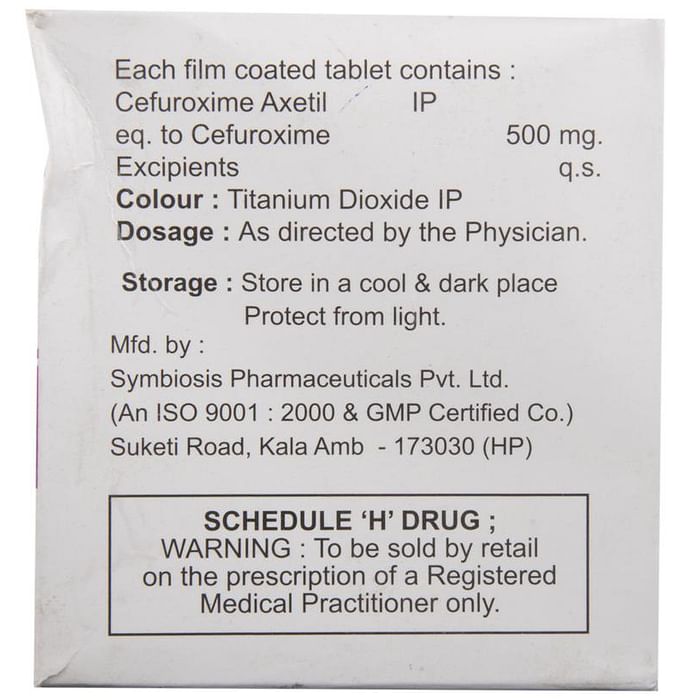 Each film coated tablet contains :
Cefuroxime Axetil IP
eq. to Cefuroxime 500 mg.
Excipients q.s.
Colour : Titanium Dioxide IP
Dosage : As directed by the Physician.
Storage : Store in a cool & dark place
Protect from light.
Mfd. by :
Symbiosis Pharmaceuticals Pvt. Ltd.
(An ISO 9001 : 2000 & GMP Certified Co.)
Suketi Road, Kala Amb - 173030 (HP)
SCHEDULE ‘H’ DRUG ;
WARNING : To be sold by retail
on the prescription of a Registered
Medical Practitioner only.